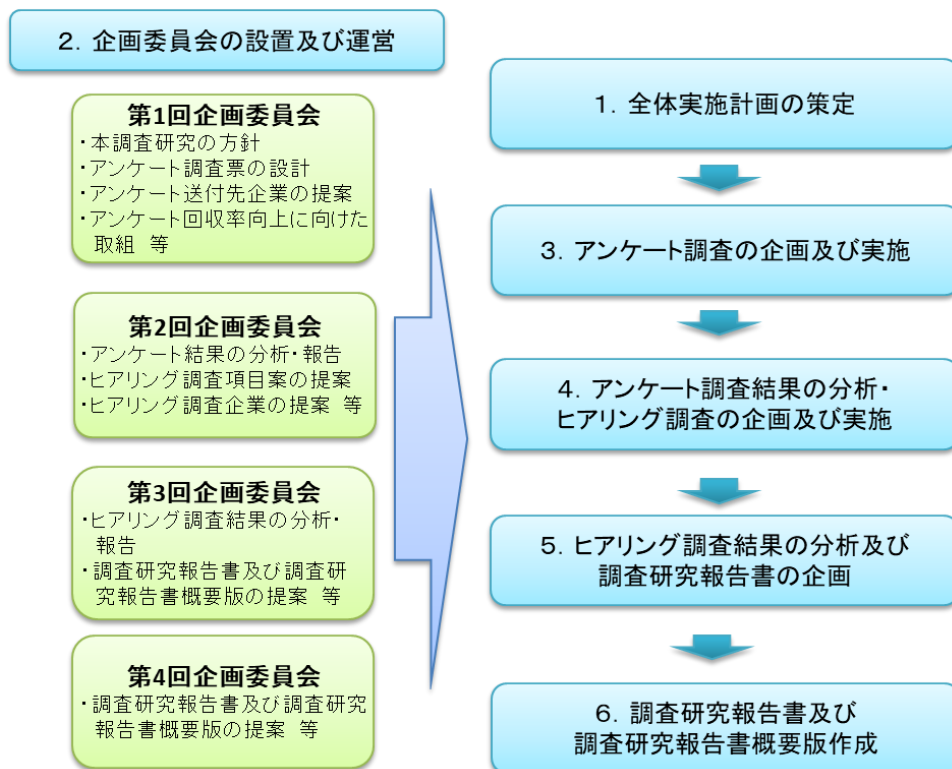 2．企画委員会の設置及び運営
第1回企画委員会
・本調査研究の方針
・アンケート調査票の設計
・アンケート送付先企業の提案
・アンケート回収率向上に向けた
取組 等
第2回企画委員会
・アンケート結果の分析・報告
・ヒアリング調査項目案の提案
・ヒアリング調査企業の提案 等
第3回企画委員会
・ヒアリング調査結果の分析・
報告
・調査研究報告書及び調査研
究報告書概要版の提案 等
第4回企画委員会
・調査研究報告書及び調査研究
報告書概要版の提案 等
1．全体実施計画の策定
3．アンケート調査の企画及び実施
4．アンケート調査結果の分析・
ヒアリング調査の企画及び実施
5．ヒアリング調査結果の分析及び
調査研究報告書の企画
6．調査研究報告書及び
調査研究報告書概要版作成